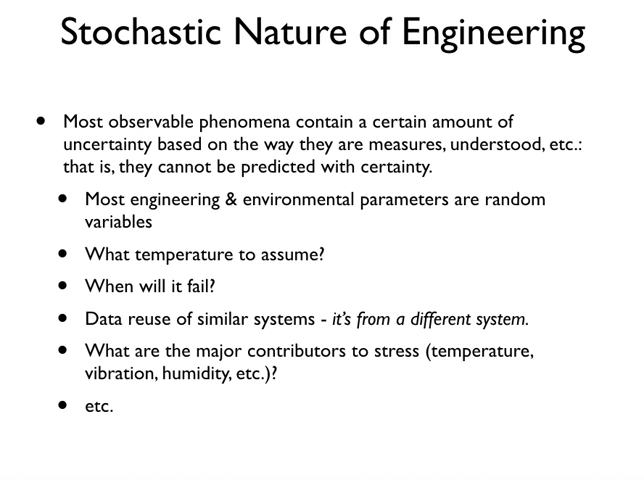 Stochastic Nature of Engineering
• Most observable phenomena contain a certain amount of
uncertainty based on the way they are measures, understood, etc.:
that is, they cannot be predicted with certainty.
• Most engineering & environmental parameters are random
variables
• What temperature to assume?
• When will it fail?
• Data reuse of similar systems - it's from a different system.
• What are the major contributors to stress (temperature,
vibration, humidity, etc.)?
• etc.